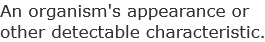 An organism's appearance or
other detectable characteristic.